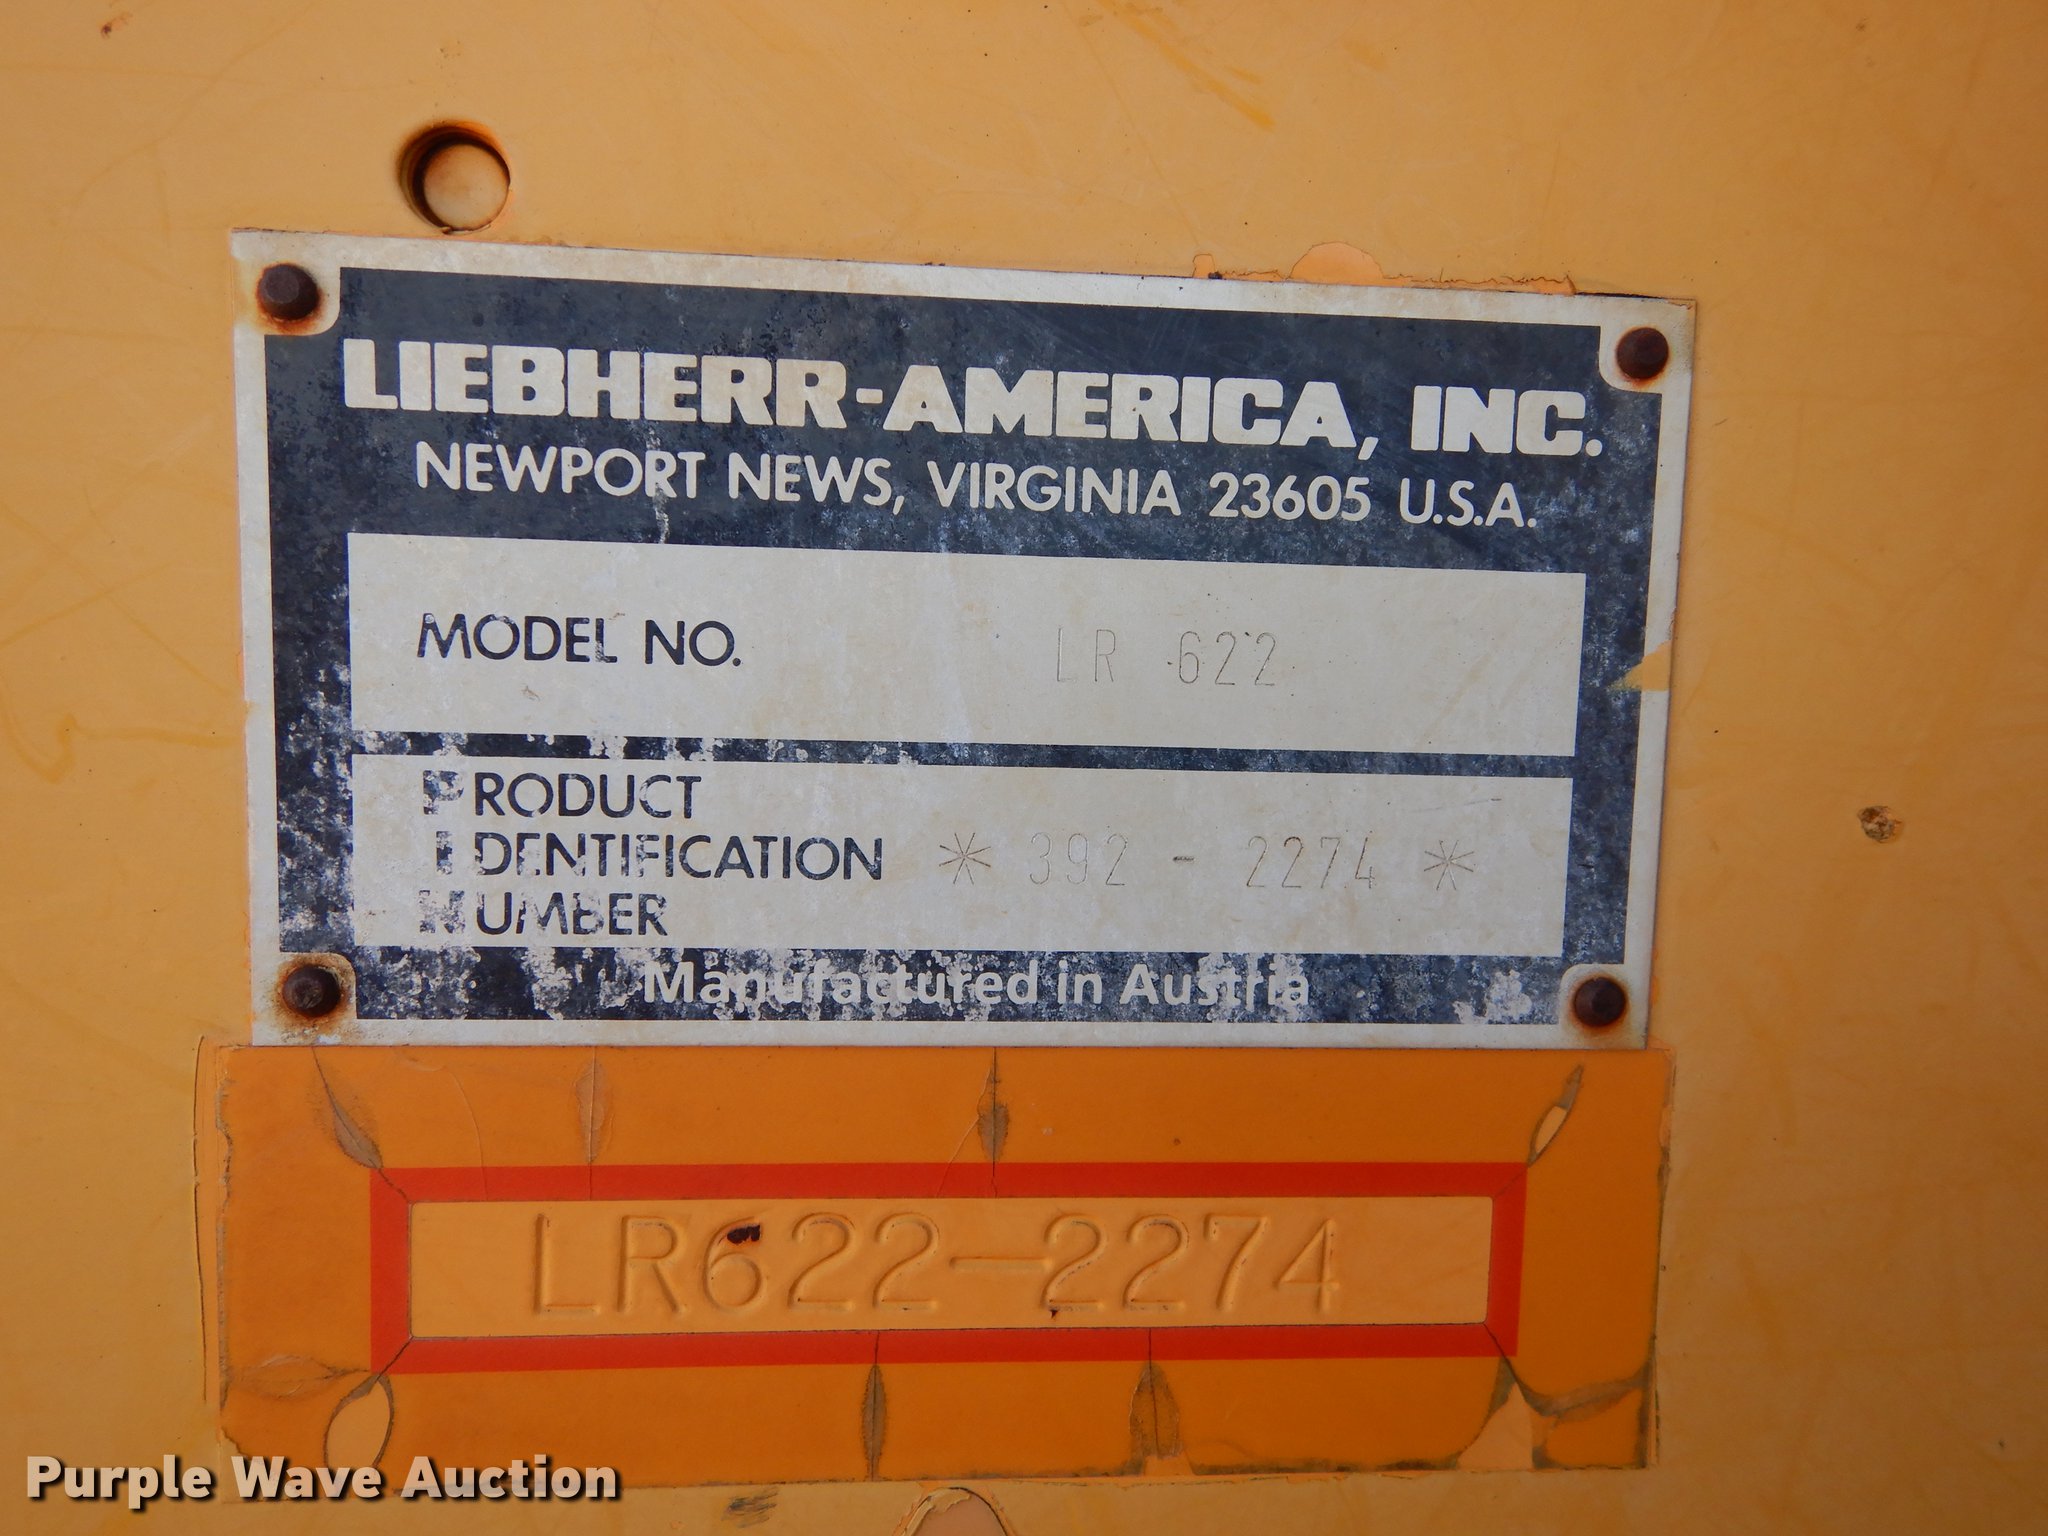 LIEBHERR-AMERICA, INC.
NEWPORT NEWS, VIRGINIA 23605 U.S.A.
MODEL NO. LR 622
PRODUCT
IDENTIFICATION * 392 - 2274 *
NUMBER
Manufactured in Austria
LR622-2274
Purple Wave Auction